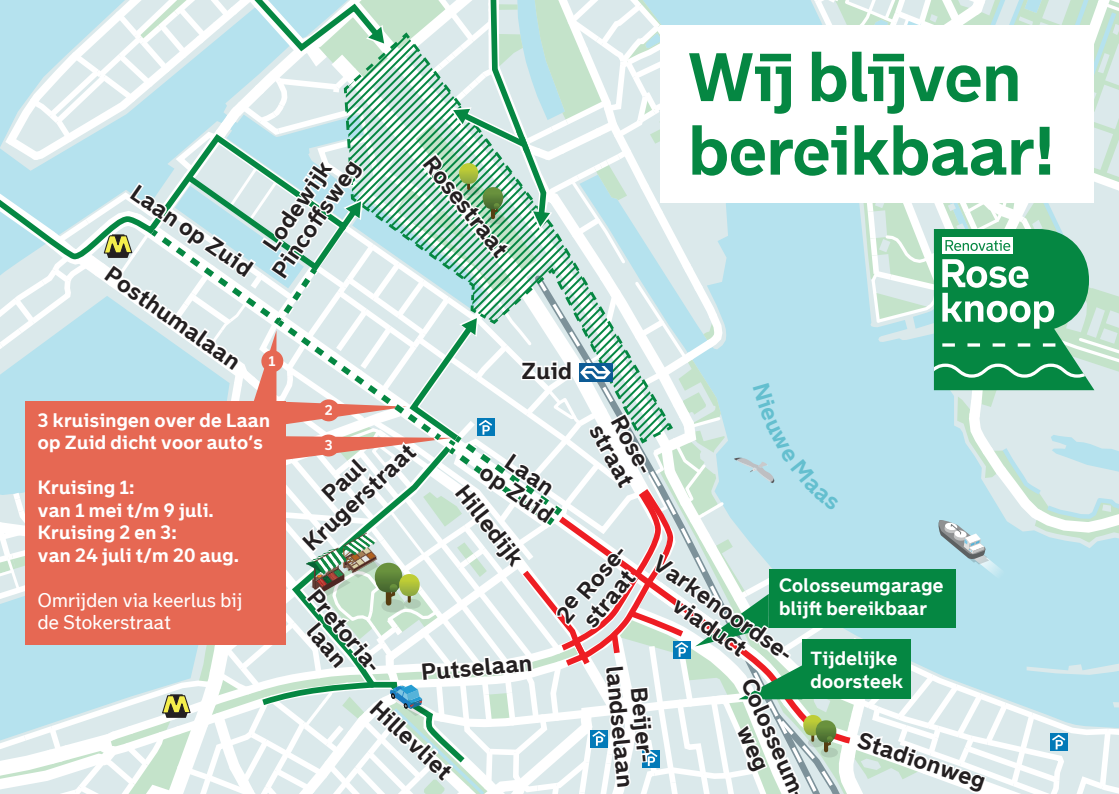 Wij blijven
bereikbaar!
Renovatie
Rose
knoop
Rosestraat
Lodewijk
Pincoffsweg
Laan op Zuid
M
Posthumalaan
1
Zuid
3 kruisingen over de Laan
op Zuid dicht voor auto's
Kruising 1:
van 1 mei t/m 9 juli.
Kruising 2 en 3:
van 24 juli t/m 20 aug.
Omrijden via keerlus bij
de Stokerstraat
2
3
P
Nieuwe Maas
Rose-
straat
Laan
op Zuid
Paul
Krugerstraat
Hilledijk
2e Rose-
straat
Varkenoordse-
viaduct
Colosseumgarage
blijft bereikbaar
P
Tijdelijke
doorsteek
Pretoria-
laan
Putselaan
M
Hillevliet
Beijer-
landselaan
P
P
Colosseum-
weg
Stadionweg
P